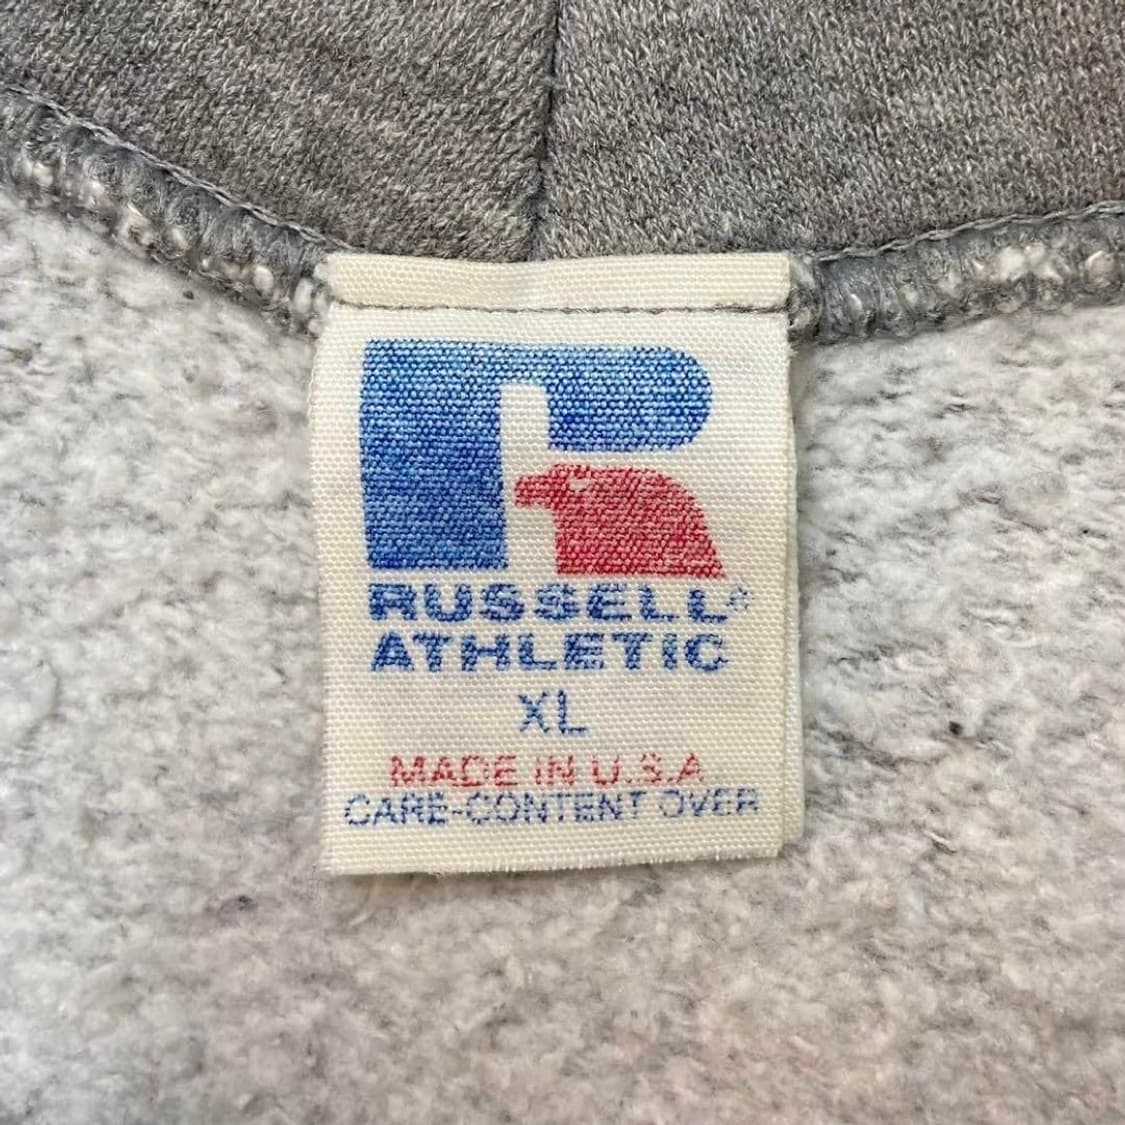 RUSSELL®
ATHLETIC
XL
MADE IN U.S.A
CARE-CONTENT OVER